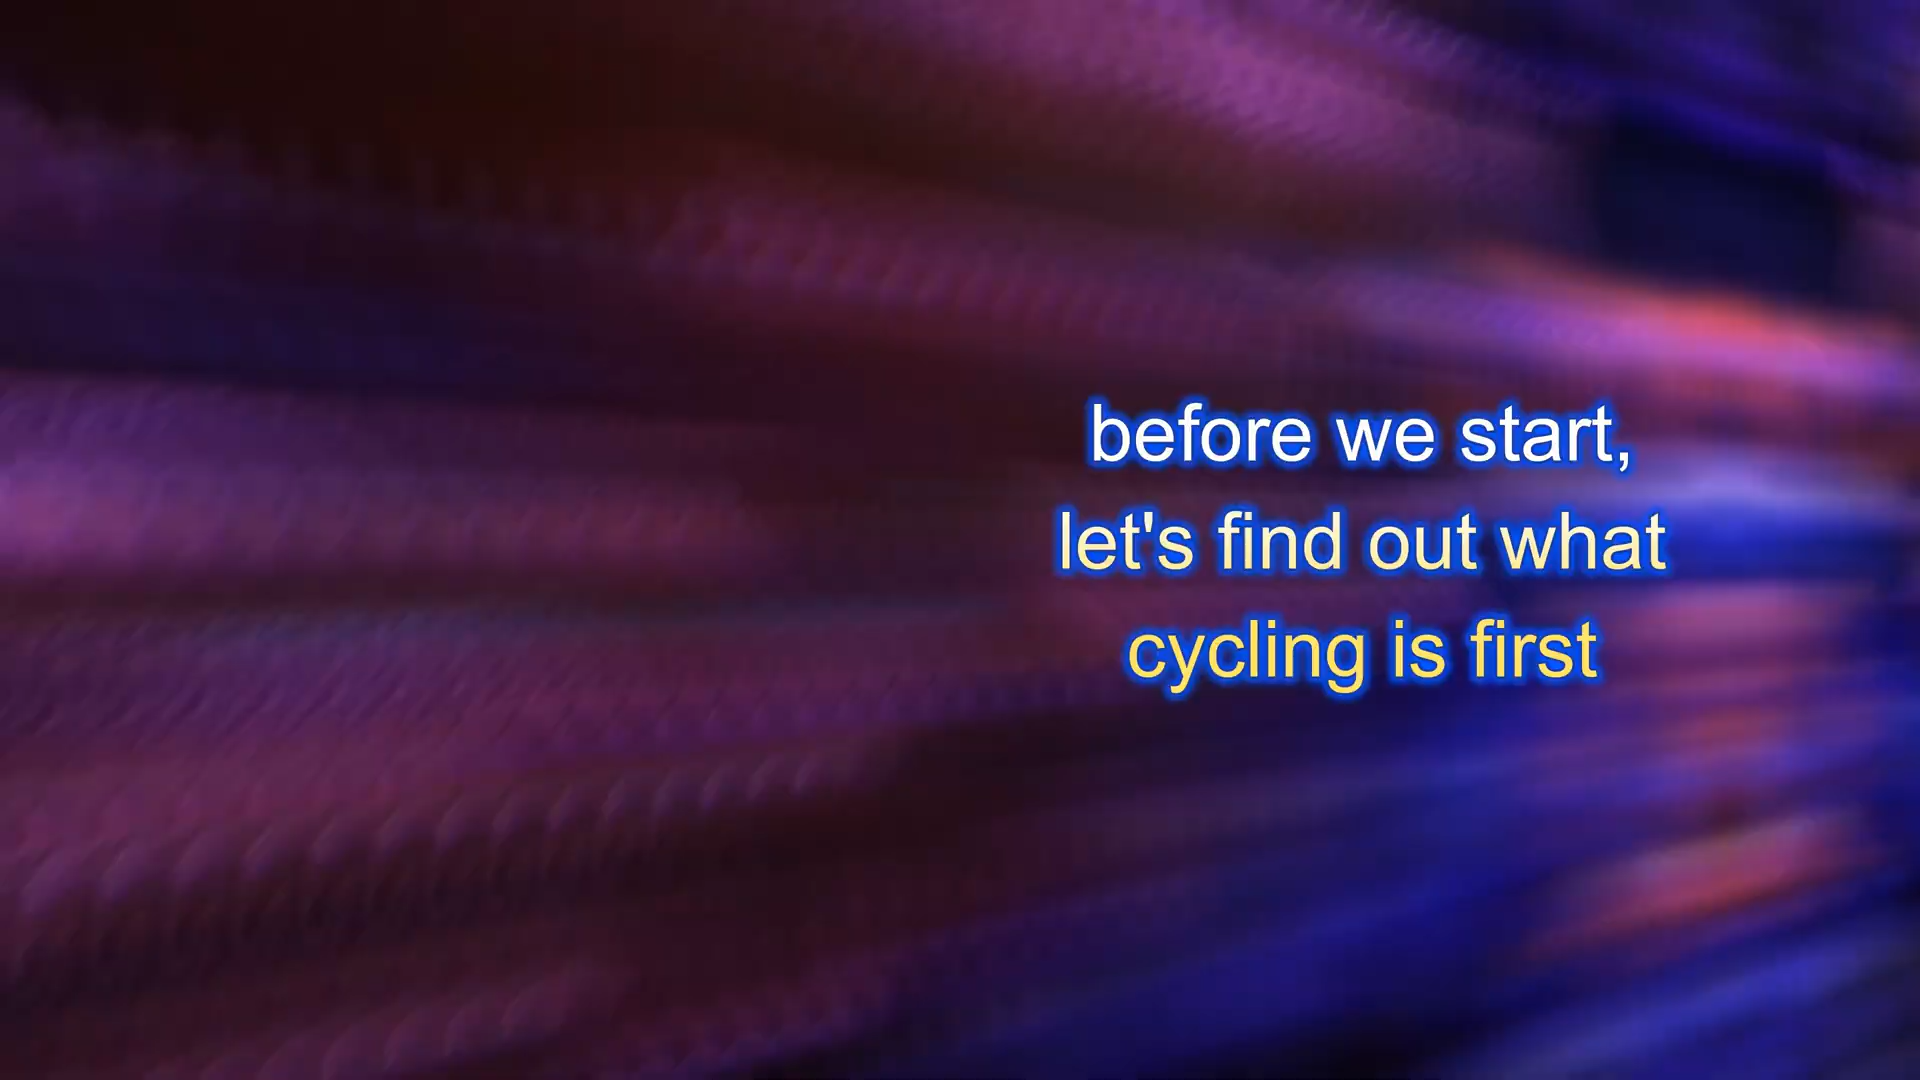 before we start,
let's find out what
cycling is first